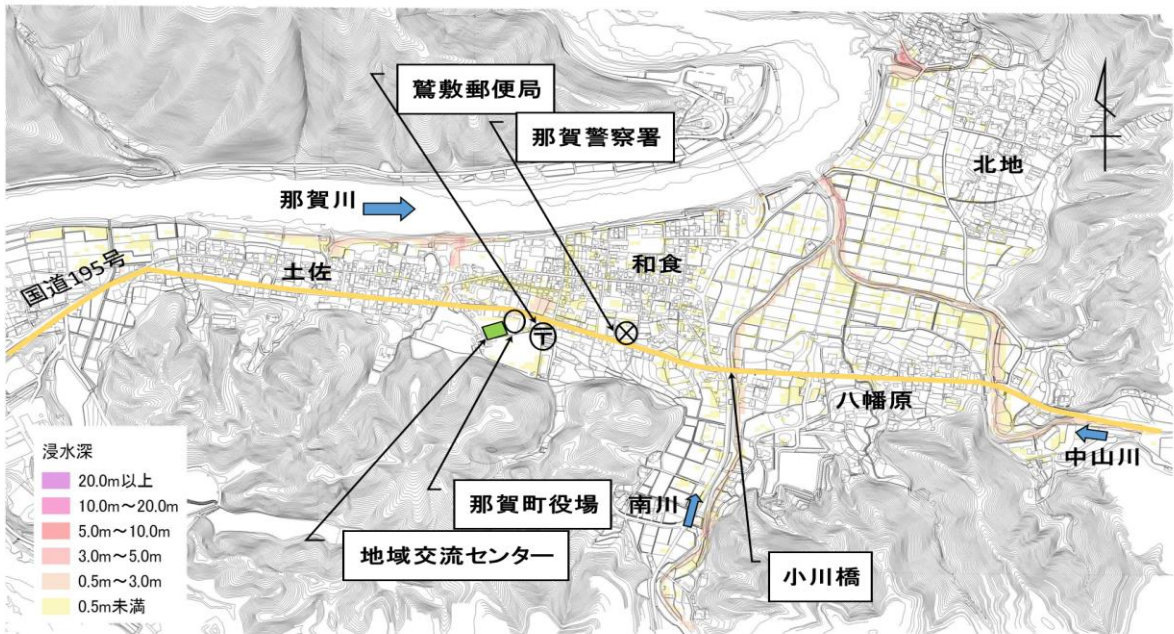 鷲敷郵便局
那賀警察署
北地
那賀川
国道195号
土佐
和食
〒
八幡原
中山川
浸水深
20.0m以上
10.0m～20.0m
5.0m～10.0m
3.0m～5.0m
0.5m～3.0m
0.5m未満
那賀町役場
南川
地域交流センター
小川橋